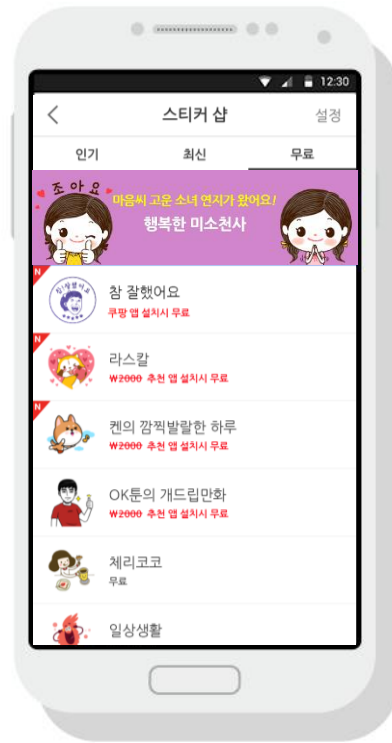 12:30
스티커 샵
설정
인기
최신
무료
조아요
마음씨 고운 소녀 연지가 왔어요!
행복한 미소천사
N
참 잘했어요
쿠팡 앱 설치시 무료
N
라스칼
₩2000 추천 앱 설치시 무료
N
켄의 깜찍발랄한 하루
₩2000 추천 앱 설치시 무료
OK툰의 개드립만화
₩2000 추천 앱 설치시 무료
체리코코
무료
일상생활